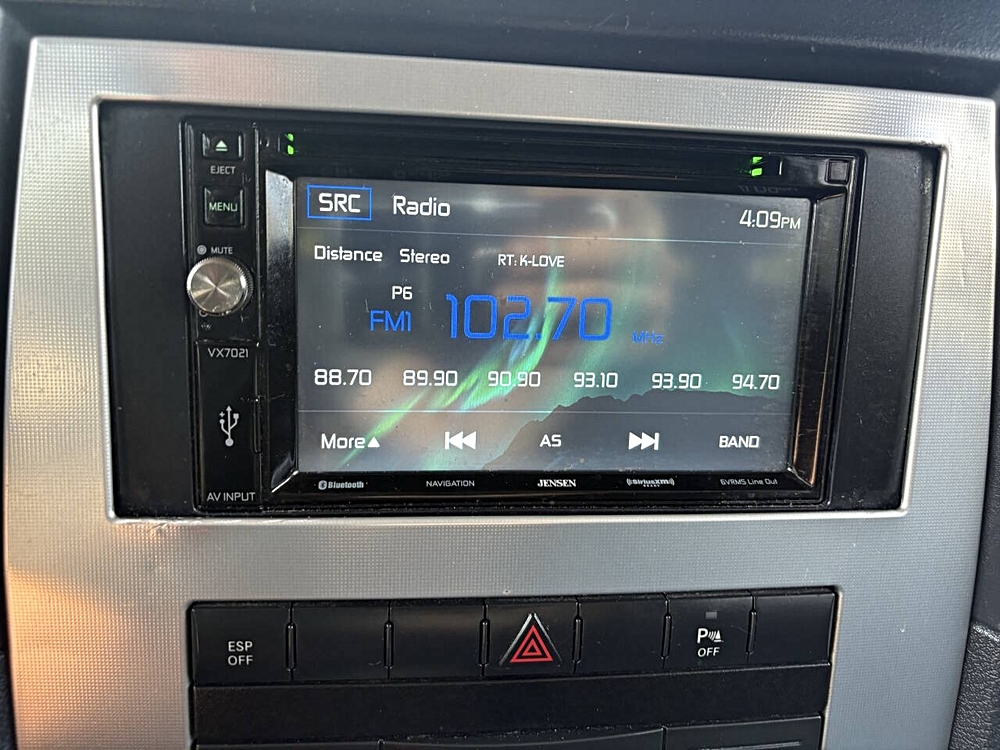 EJECT
MENU
MUTE
VX7021
AV INPUT
SRC Radio 4:09PM
Distance Stereo RT: K-LOVE
P6
FM1 102.70 MHz
88.70 89.90 90.90 93.10 93.90 94.70
More AS BAND
Bluetooth NAVIGATION JENSEN SiriusXM 6VRMS Line Out
ESP
OFF
P
OFF